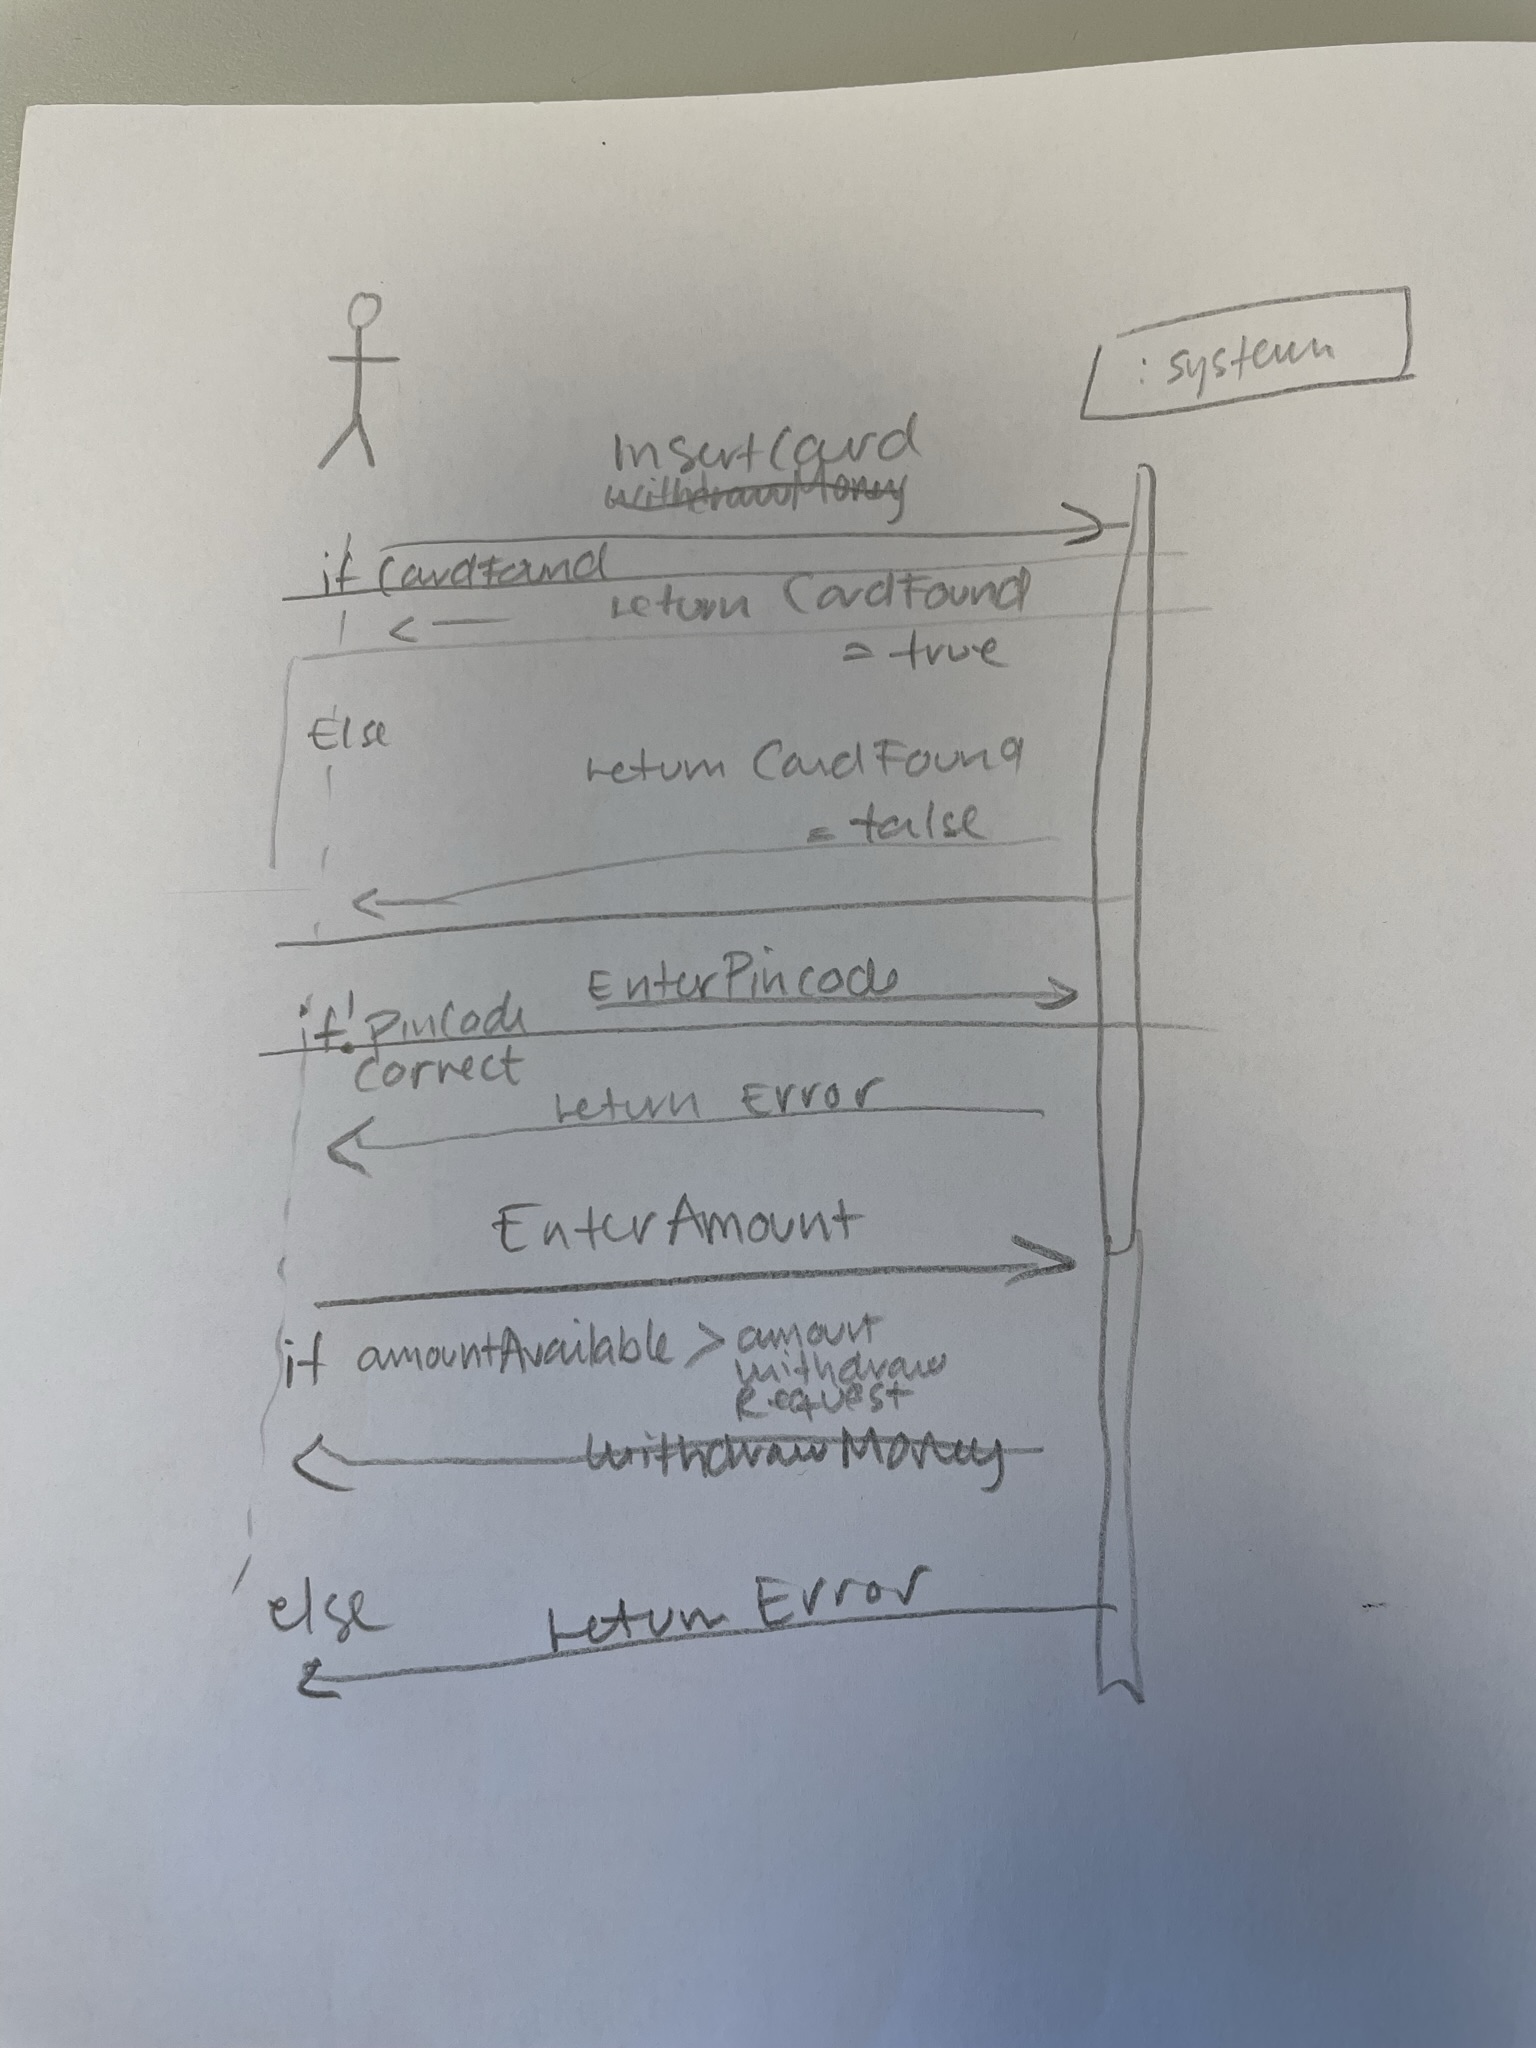 : system
InsertCard
withdrawMoney
if CardFound
return CardFound
= true
Else
return CardFound
= false
EnterPincode
if! PinCode
correct
return Error
EnterAmount
if amountAvailable > amount
withdraw
Request
withdrawMoney
else return Error